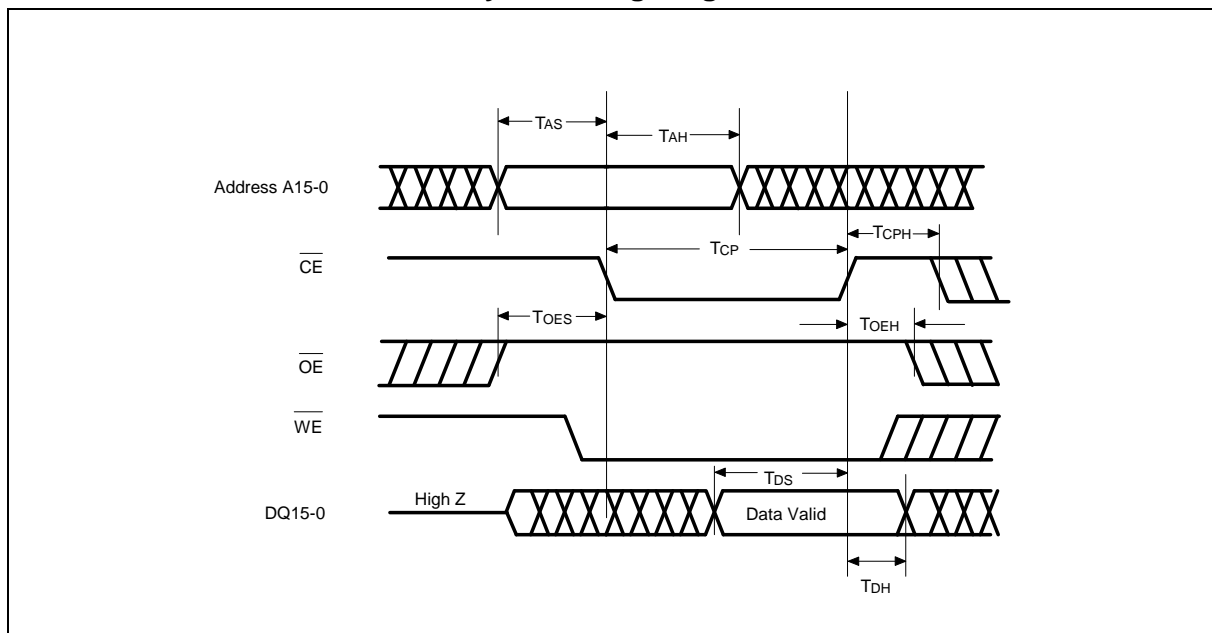 TAS
TAH
Address A15-0
TCPH
TCP
CE
TOES
TOEH
OE
WE
TDS
High Z
DQ15-0
Data Valid
TDH